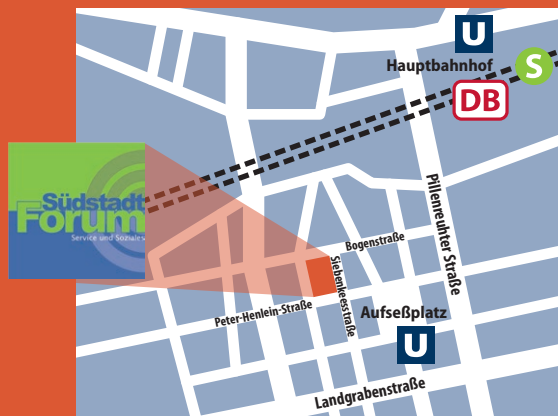 U
Hauptbahnhof
S
DB
Südstadt
Forum
Service und Soziales
Pillenreuther Straße
Bogenstraße
Siebenkeesstraße
Peter-Henlein-Straße
Aufseßplatz
U
Landgrabenstraße